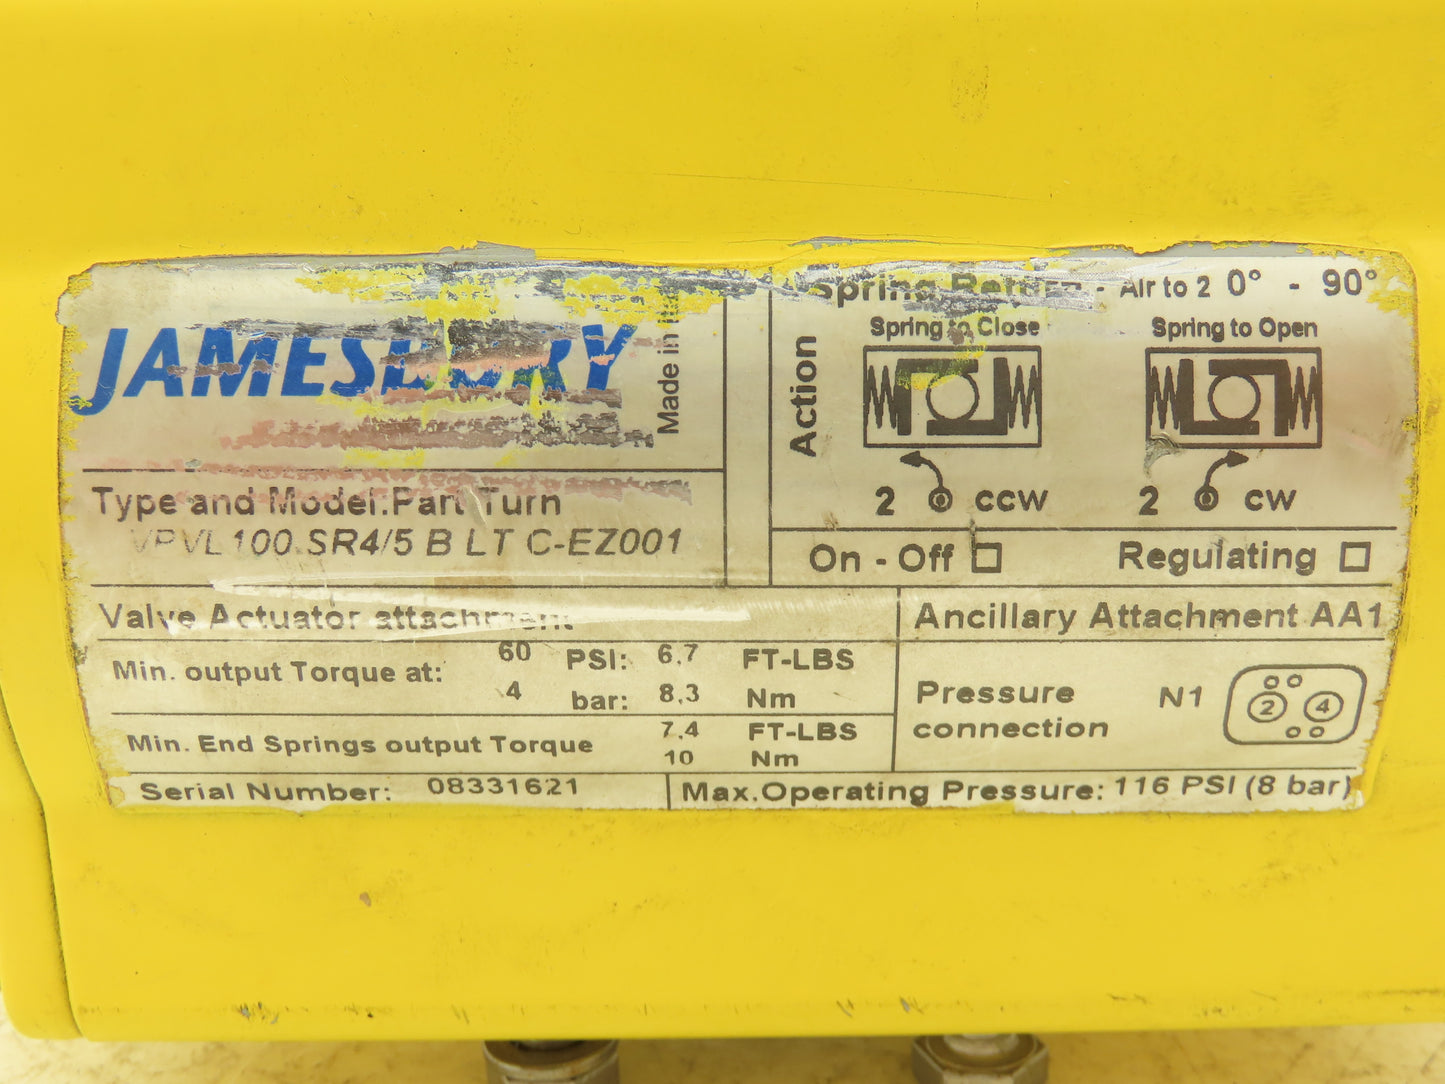 JAMESBURY
Made in
Type and Model:Part Turn
VPVL100.SR4/5 B LT C-EZ001
Action
Spring Return - Air to 2 0° - 90°
Spring to Close
Spring to Open
2 CCW
2 CW
On - Off
Regulating
Valve Actuator attachment
Ancillary Attachment AA1
Min. output Torque at: 60 PSI: 6,7 FT-LBS
4 bar: 8,3 Nm
Min. End Springs output Torque 7,4 FT-LBS
10 Nm
Pressure connection N1
2 4
Serial Number: 08331621
Max.Operating Pressure: 116 PSI (8 bar)